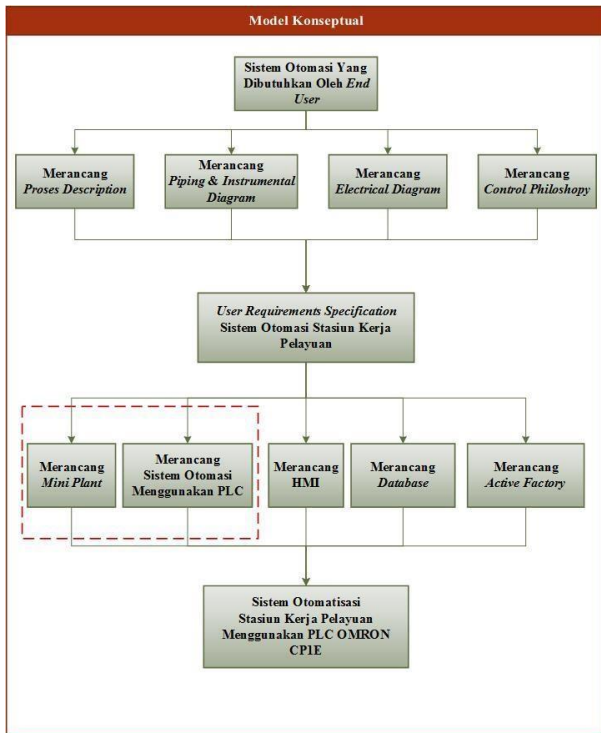 Model Konseptual
Sistem Otomasi Yang
Dibutuhkan Oleh End
User
Merancang
Proses Description
Merancang
Piping & Instrumental
Diagram
Merancang
Electrical Diagram
Merancang
Control Philoshopy
User Requirements Specification
Sistem Otomasi Stasiun Kerja
Pelayuan
Merancang
Mini Plant
Merancang
Sistem Otomasi
Menggunakan PLC
Merancang
HMI
Merancang
Database
Merancang
Active Factory
Sistem Otomatisasi
Stasiun Kerja Pelayuan
Menggunakan PLC OMRON
CP1E